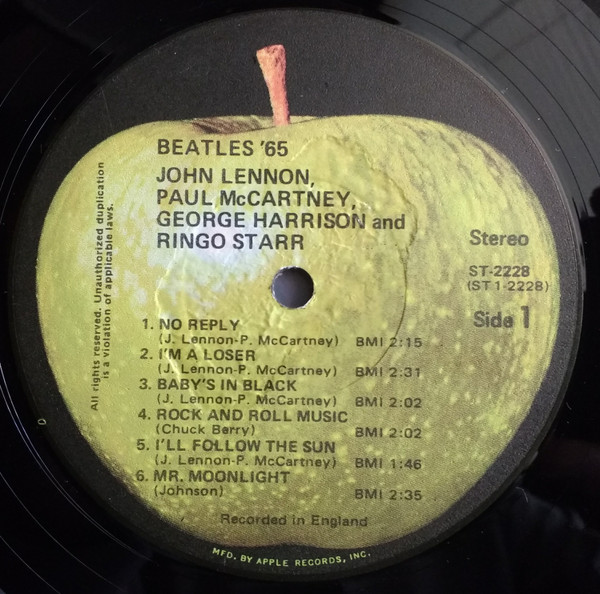 BEATLES '65
JOHN LENNON,
PAUL McCARTNEY,
GEORGE HARRISON and
RINGO STARR
Stereo
ST-2228
(ST 1-2228)
Side 1
All rights reserved. Unauthorized duplication
is a violation of applicable laws.
1. NO REPLY
(J. Lennon-P. McCartney) BMI 2:15
2. I'M A LOSER
(J. Lennon-P. McCartney) BMI 2:31
3. BABY'S IN BLACK
(J. Lennon-P. McCartney) BMI 2:02
4. ROCK AND ROLL MUSIC
(Chuck Berry) BMI 2:02
5. I'LL FOLLOW THE SUN
(J. Lennon-P. McCartney) BMI 1:46
6. MR. MOONLIGHT
(Johnson) BMI 2:35
Recorded in England
MFD. BY APPLE RECORDS, INC.